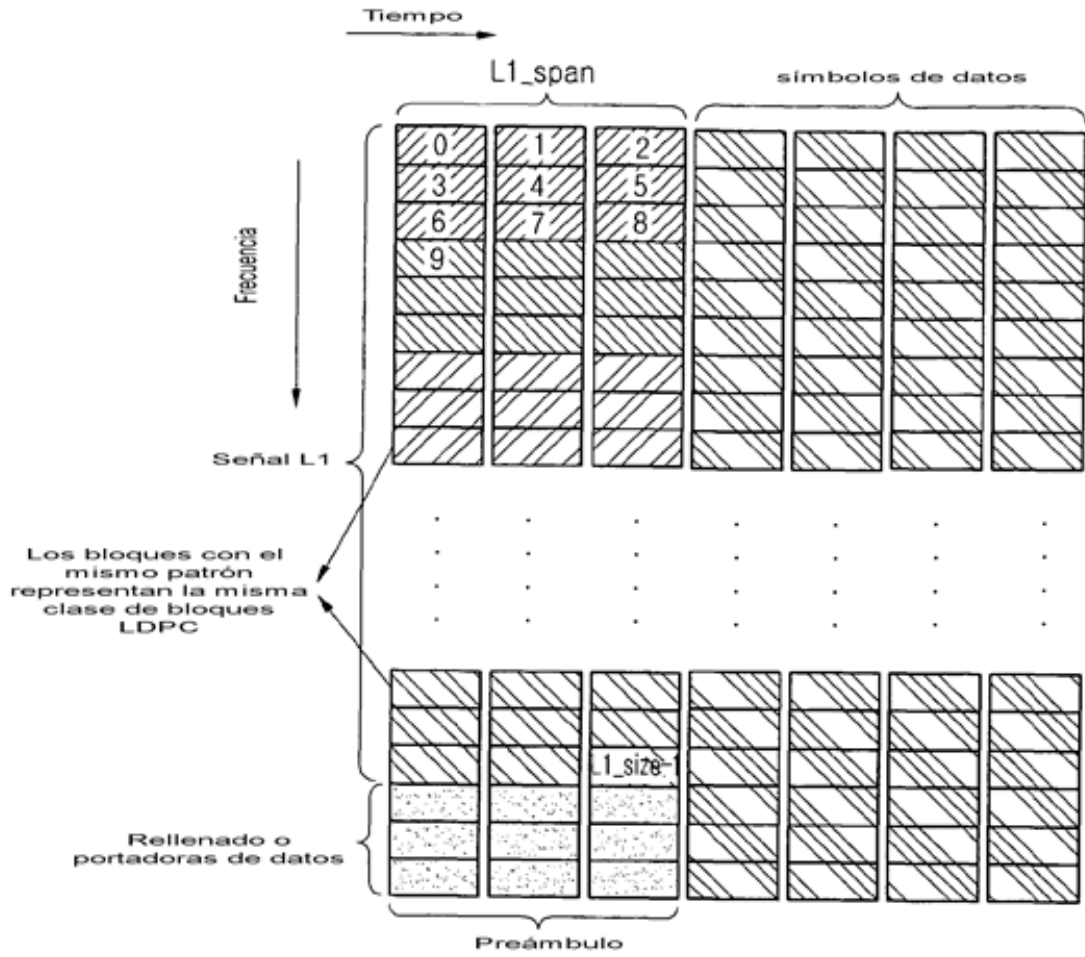 Tiempo
L1_span
símbolos de datos
0 1 2
3 4 5
6 7 8
9
Frecuencia
Señal L1
Los bloques con el
mismo patrón
representan la misma
clase de bloques
LDPC
L1_size-1
Rellenado o
portadoras de datos
Preámbulo